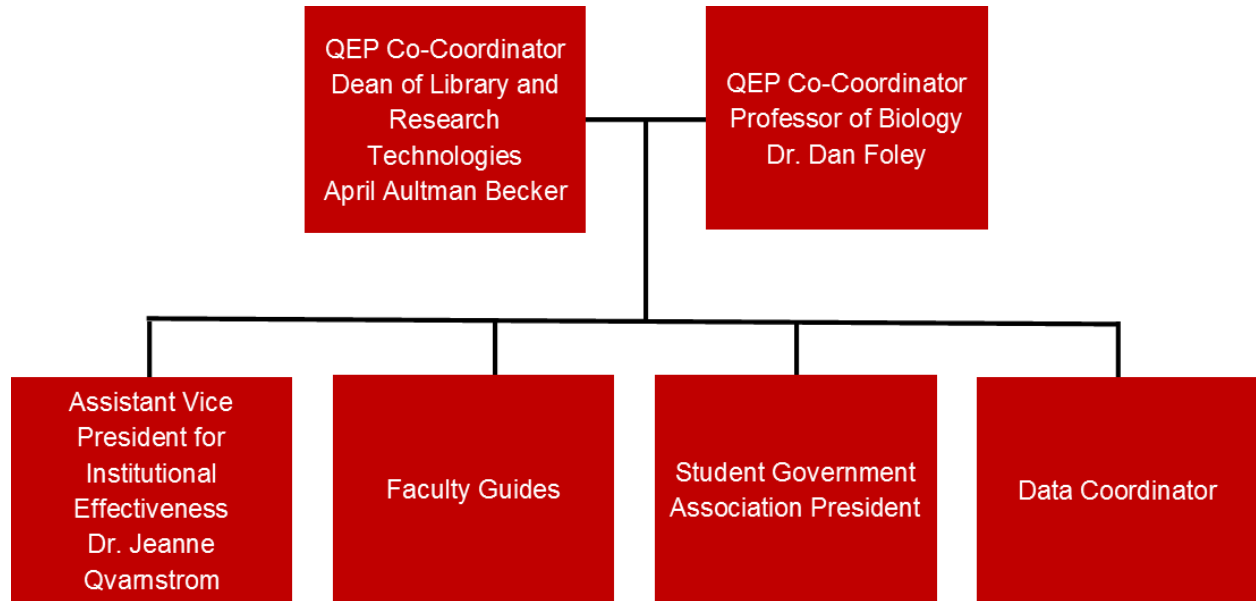 QEP Co-Coordinator
Dean of Library and
Research
Technologies
April Aultman Becker
QEP Co-Coordinator
Professor of Biology
Dr. Dan Foley
Assistant Vice
President for
Institutional
Effectiveness
Dr. Jeanne
Qvarnstrom
Faculty Guides
Student Government
Association President
Data Coordinator